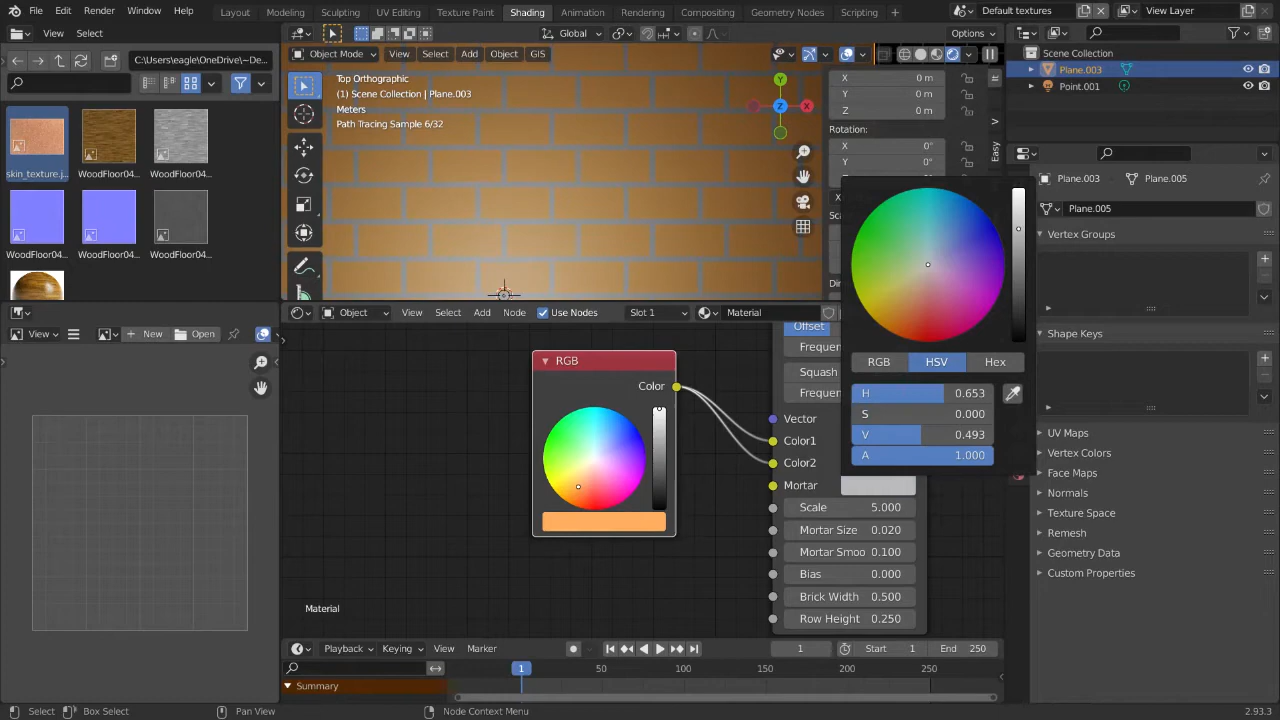 File Edit Render Window Help Layout Modeling Sculpting UV Editing Texture Paint Shading Animation Rendering Compositing Geometry Nodes Scripting + Default textures View Layer
View Select Global Options
C:\eagle\OneDrive\~De... Object Mode View Select Add Object GIS
Scene Collection
Plane.003
Point.001
Top Orthographic
(1) Scene Collection | Plane.003
Meters
Path Tracing Sample 6/32
Y
Z
X
X 0 m
Y 0 m
Z 0 m
Rotation:
X 0°
Y 0°
V
Easy
skin_texture.j...
WoodFloor04...
WoodFloor04...
WoodFloor04...
WoodFloor04...
WoodFloor04...
Plane.003 Plane.005
Plane.005
Vertex Groups
Shape Keys
UV Maps
Vertex Colors
Face Maps
Normals
Texture Space
Remesh
Geometry Data
Custom Properties
RGB HSV Hex
H 0.653
S 0.000
V 0.493
A 1.000
View New Open
Object View Select Add Node Use Nodes Slot 1 Material
RGB
Color
Offset
Frequen
Squash
Frequen
Vector
Color1
Color2
Mortar
Scale 5.000
Mortar Size 0.020
Mortar Smoo 0.100
Bias 0.000
Brick Width 0.500
Row Height 0.250
Material
Playback Keying View Marker 1 Start 1 End 250
1 50 100 150 200 250
Summary
Select Box Select Pan View Node Context Menu 2.93.3